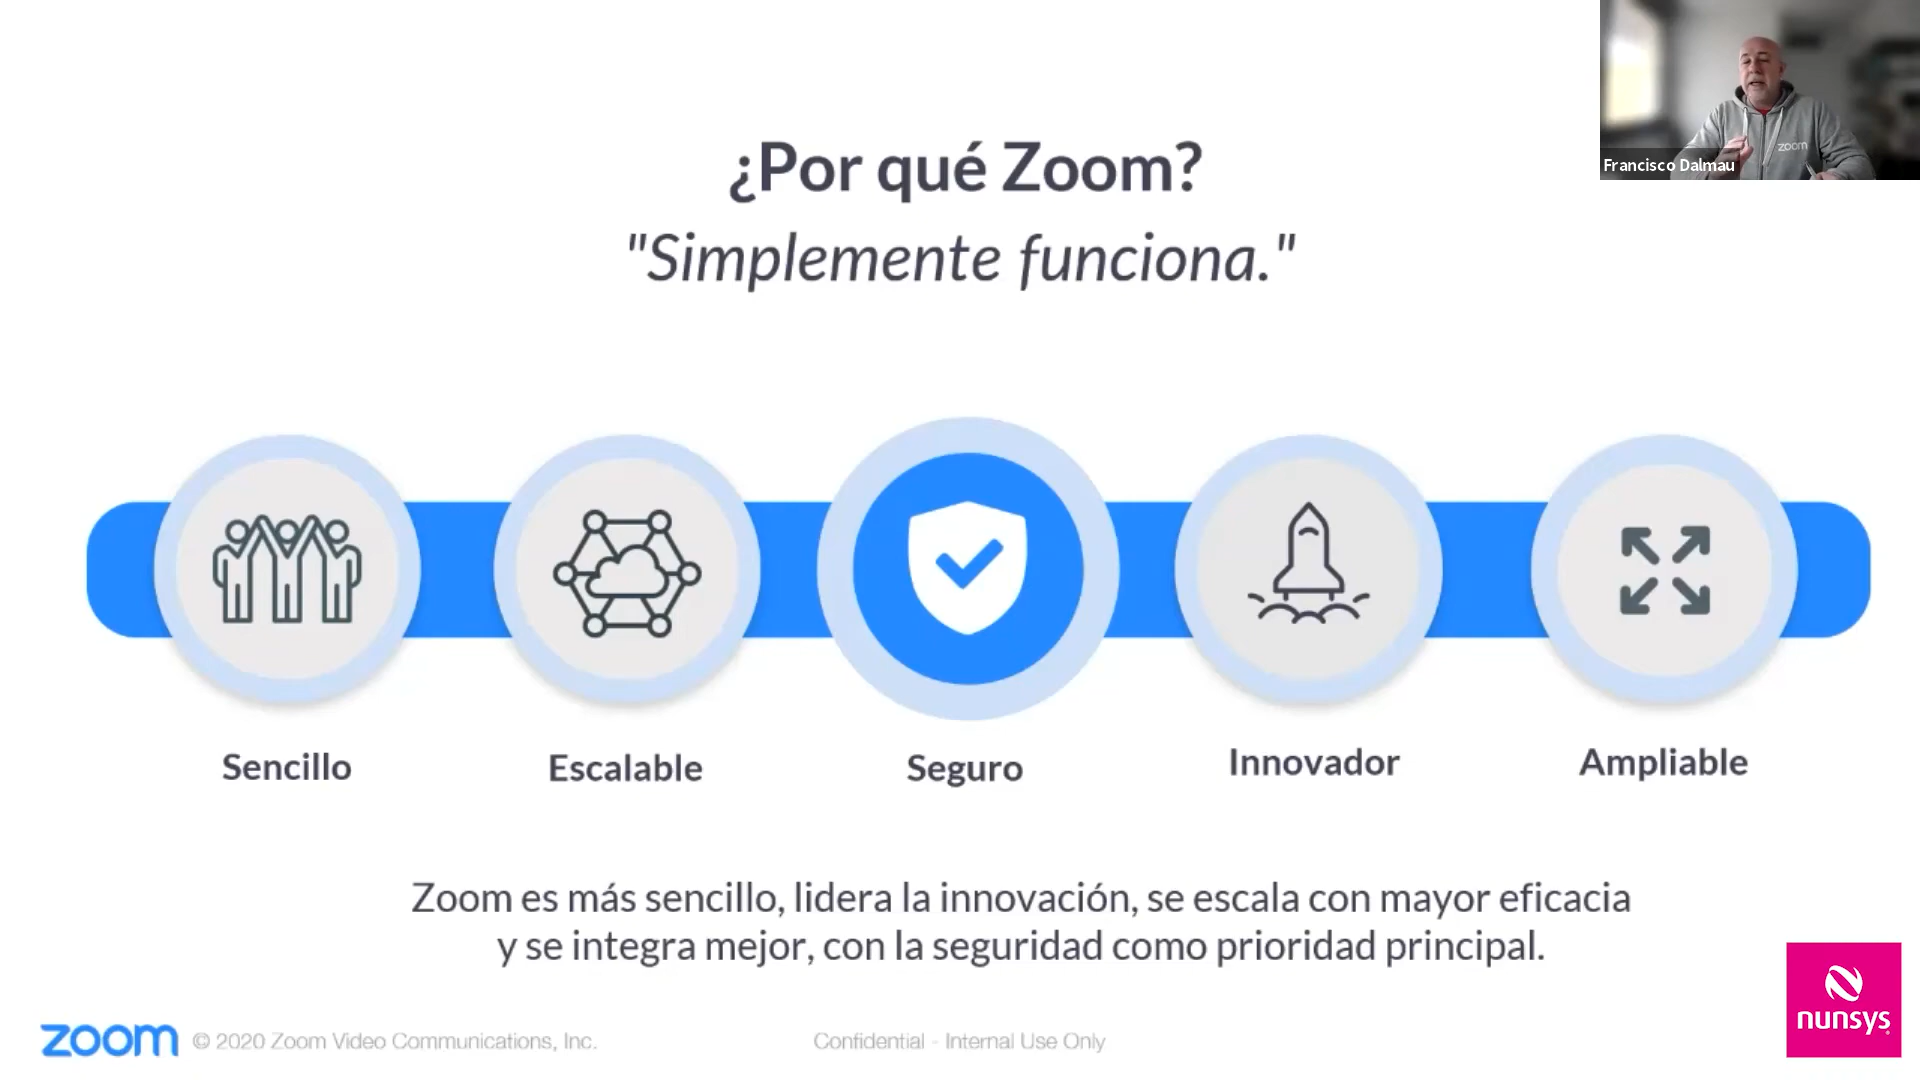 zoom
Francisco Dalmau
¿Por qué Zoom?
"Simplemente funciona."
Sencillo
Escalable
Seguro
Innovador
Ampliable
Zoom es más sencillo, lidera la innovación, se escala con mayor eficacia
y se integra mejor, con la seguridad como prioridad principal.
zoom © 2020 Zoom Video Communications, Inc.
Confidential - Internal Use Only
nunsys